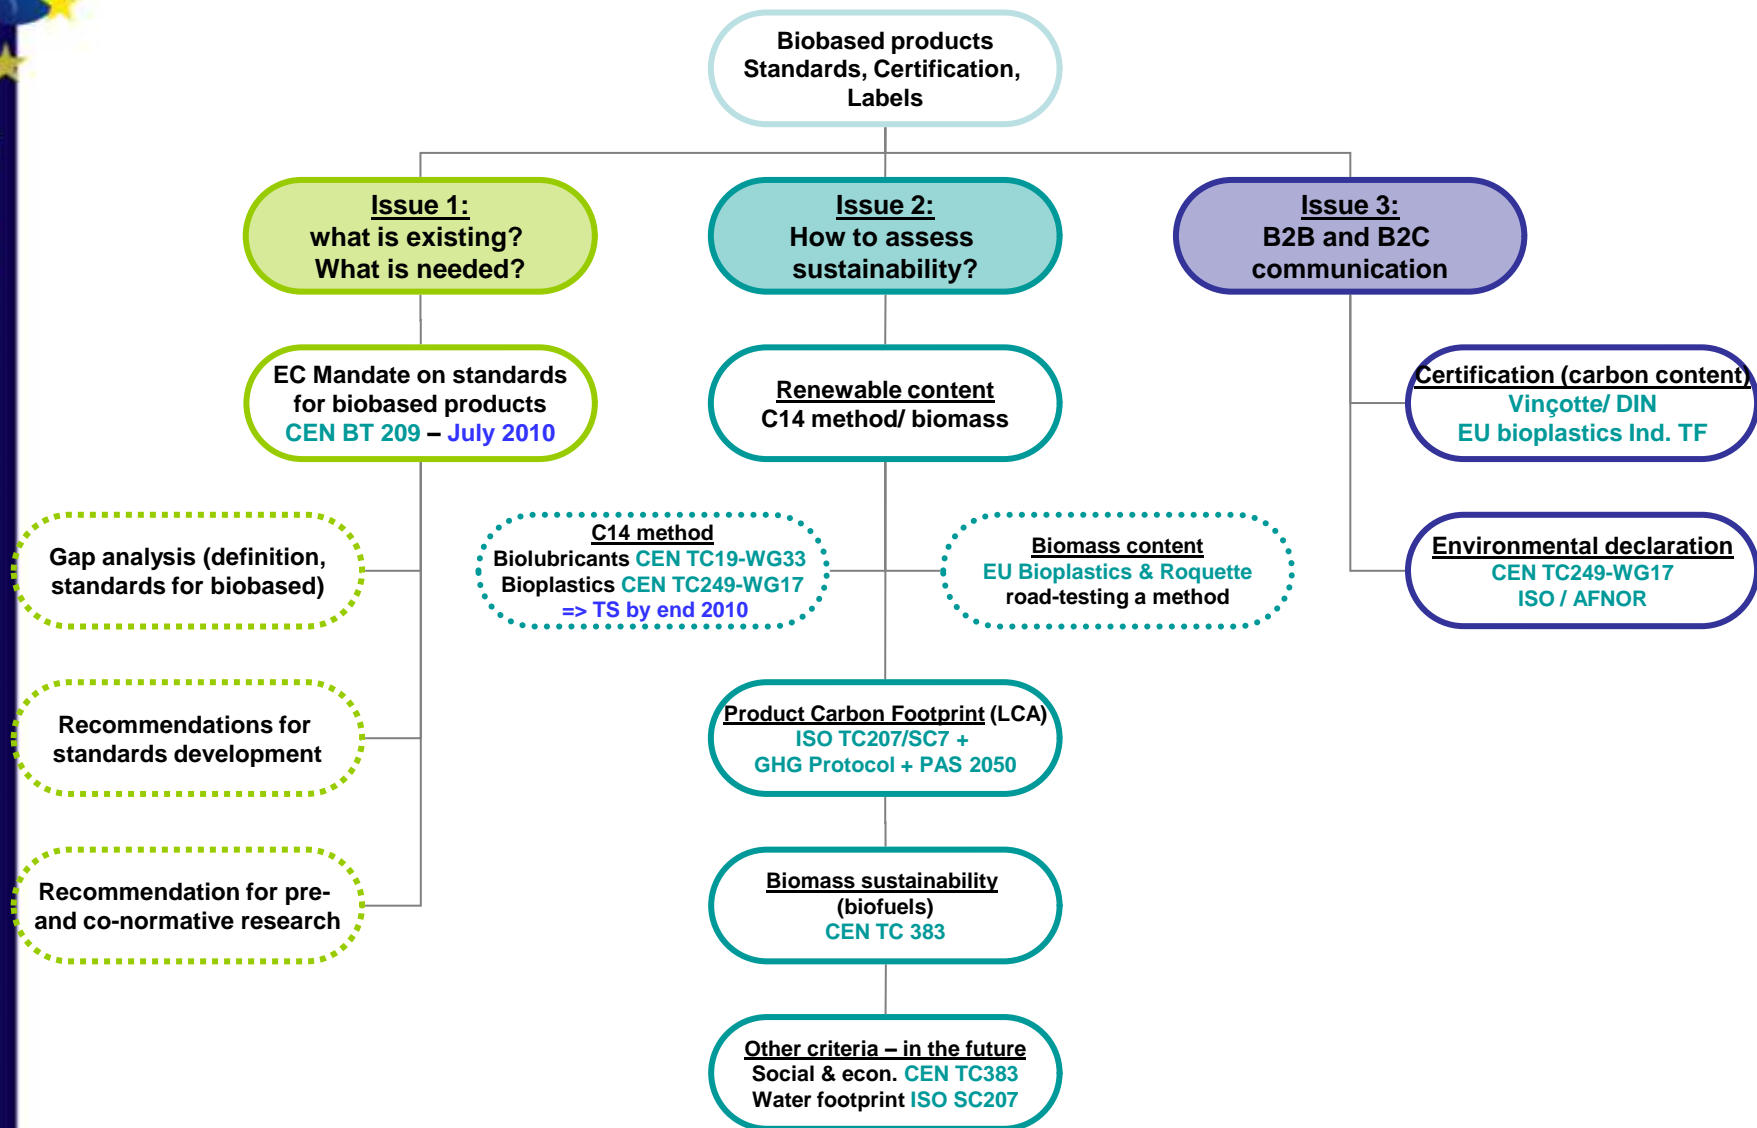 Biobased products
Standards, Certification,
Labels
Issue 1:
what is existing?
What is needed?
Issue 2:
How to assess
sustainability?
Issue 3:
B2B and B2C
communication
EC Mandate on standards
for biobased products
CEN BT 209 – July 2010
Renewable content
C14 method/ biomass
Certification (carbon content)
Vinçotte/ DIN
EU bioplastics Ind. TF
Gap analysis (definition,
standards for biobased)
C14 method
Biolubricants CEN TC19-WG33
Bioplastics CEN TC249-WG17
=> TS by end 2010
Biomass content
EU Bioplastics & Roquette
road-testing a method
Environmental declaration
CEN TC249-WG17
ISO / AFNOR
Recommendations for
standards development
Product Carbon Footprint (LCA)
ISO TC207/SC7 +
GHG Protocol + PAS 2050
Recommendation for pre-
and co-normative research
Biomass sustainability
(biofuels)
CEN TC 383
Other criteria – in the future
Social & econ. CEN TC383
Water footprint ISO SC207